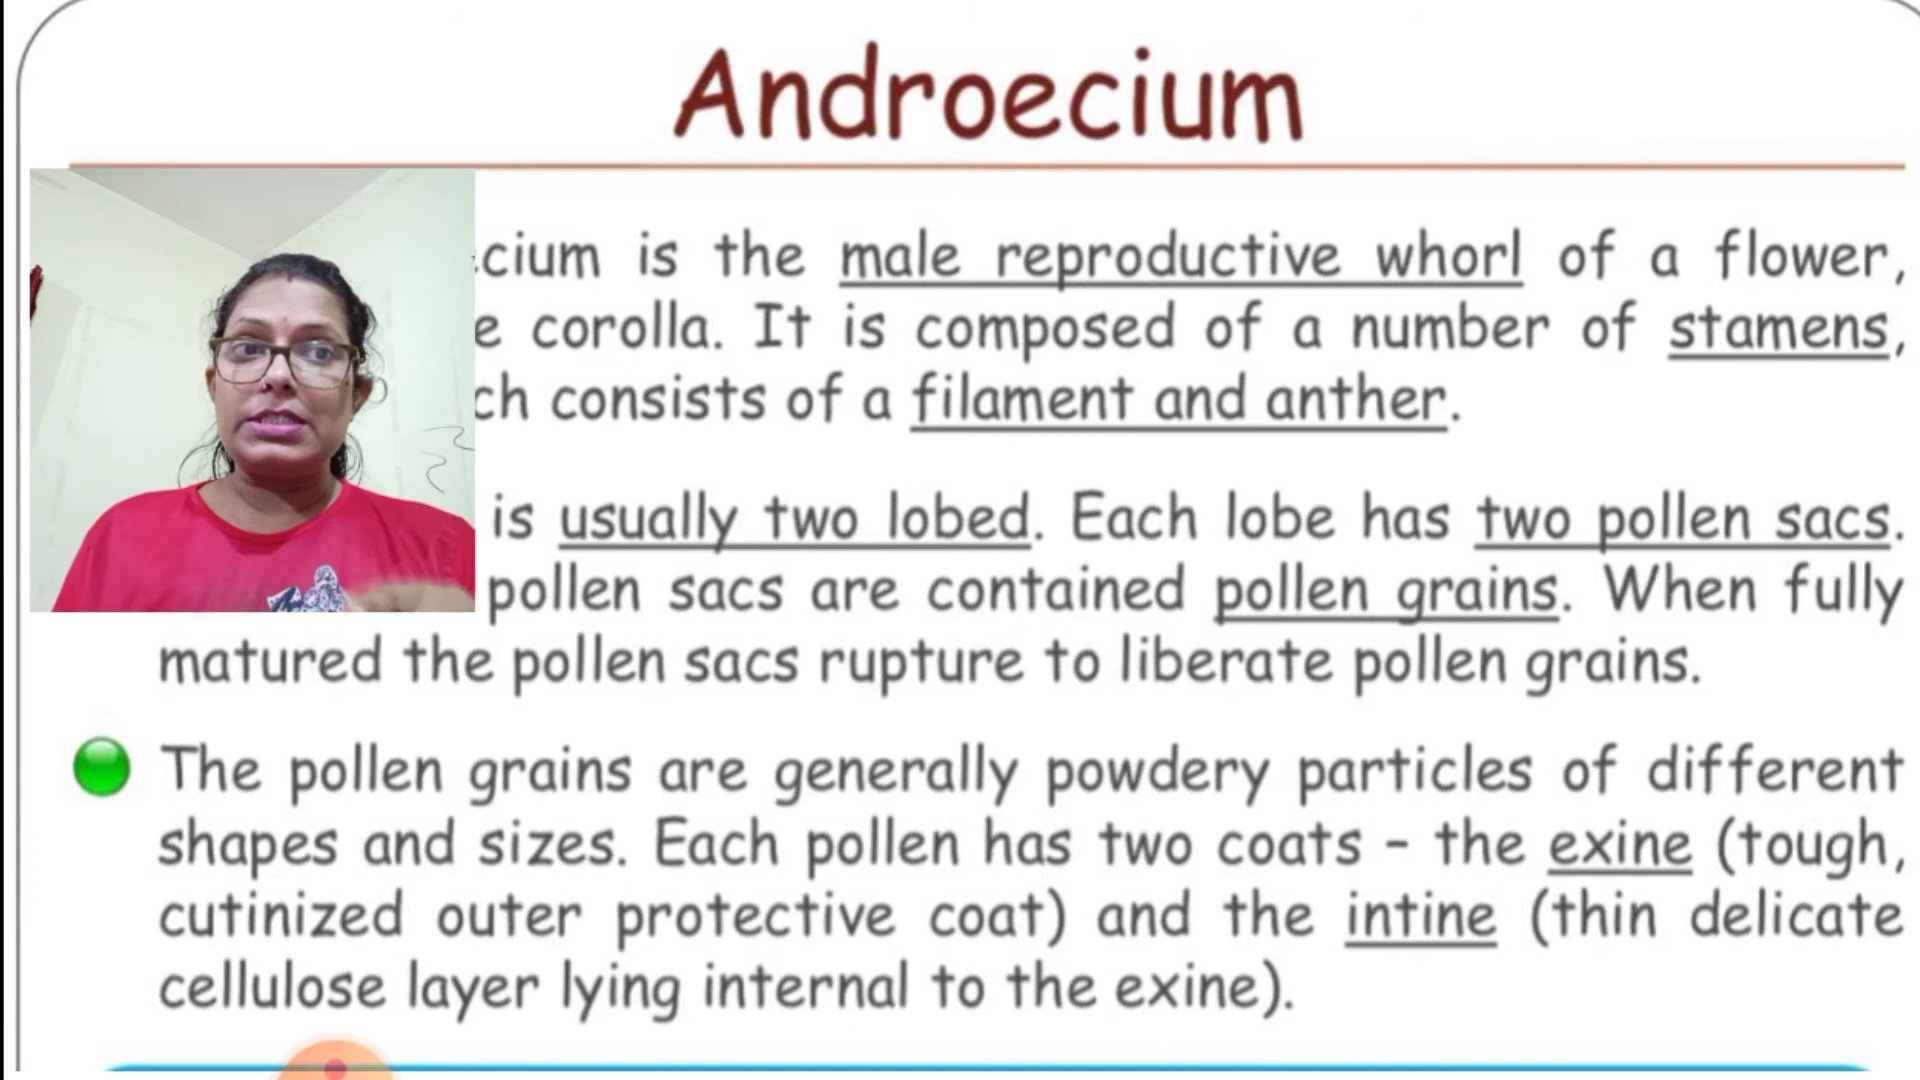 Androecium
cium is the male reproductive whorl of a flower,
e corolla. It is composed of a number of stamens,
ch consists of a filament and anther.
is usually two lobed. Each lobe has two pollen sacs.
pollen sacs are contained pollen grains. When fully
matured the pollen sacs rupture to liberate pollen grains.
The pollen grains are generally powdery particles of different
shapes and sizes. Each pollen has two coats – the exine (tough,
cutinized outer protective coat) and the intine (thin delicate
cellulose layer lying internal to the exine).